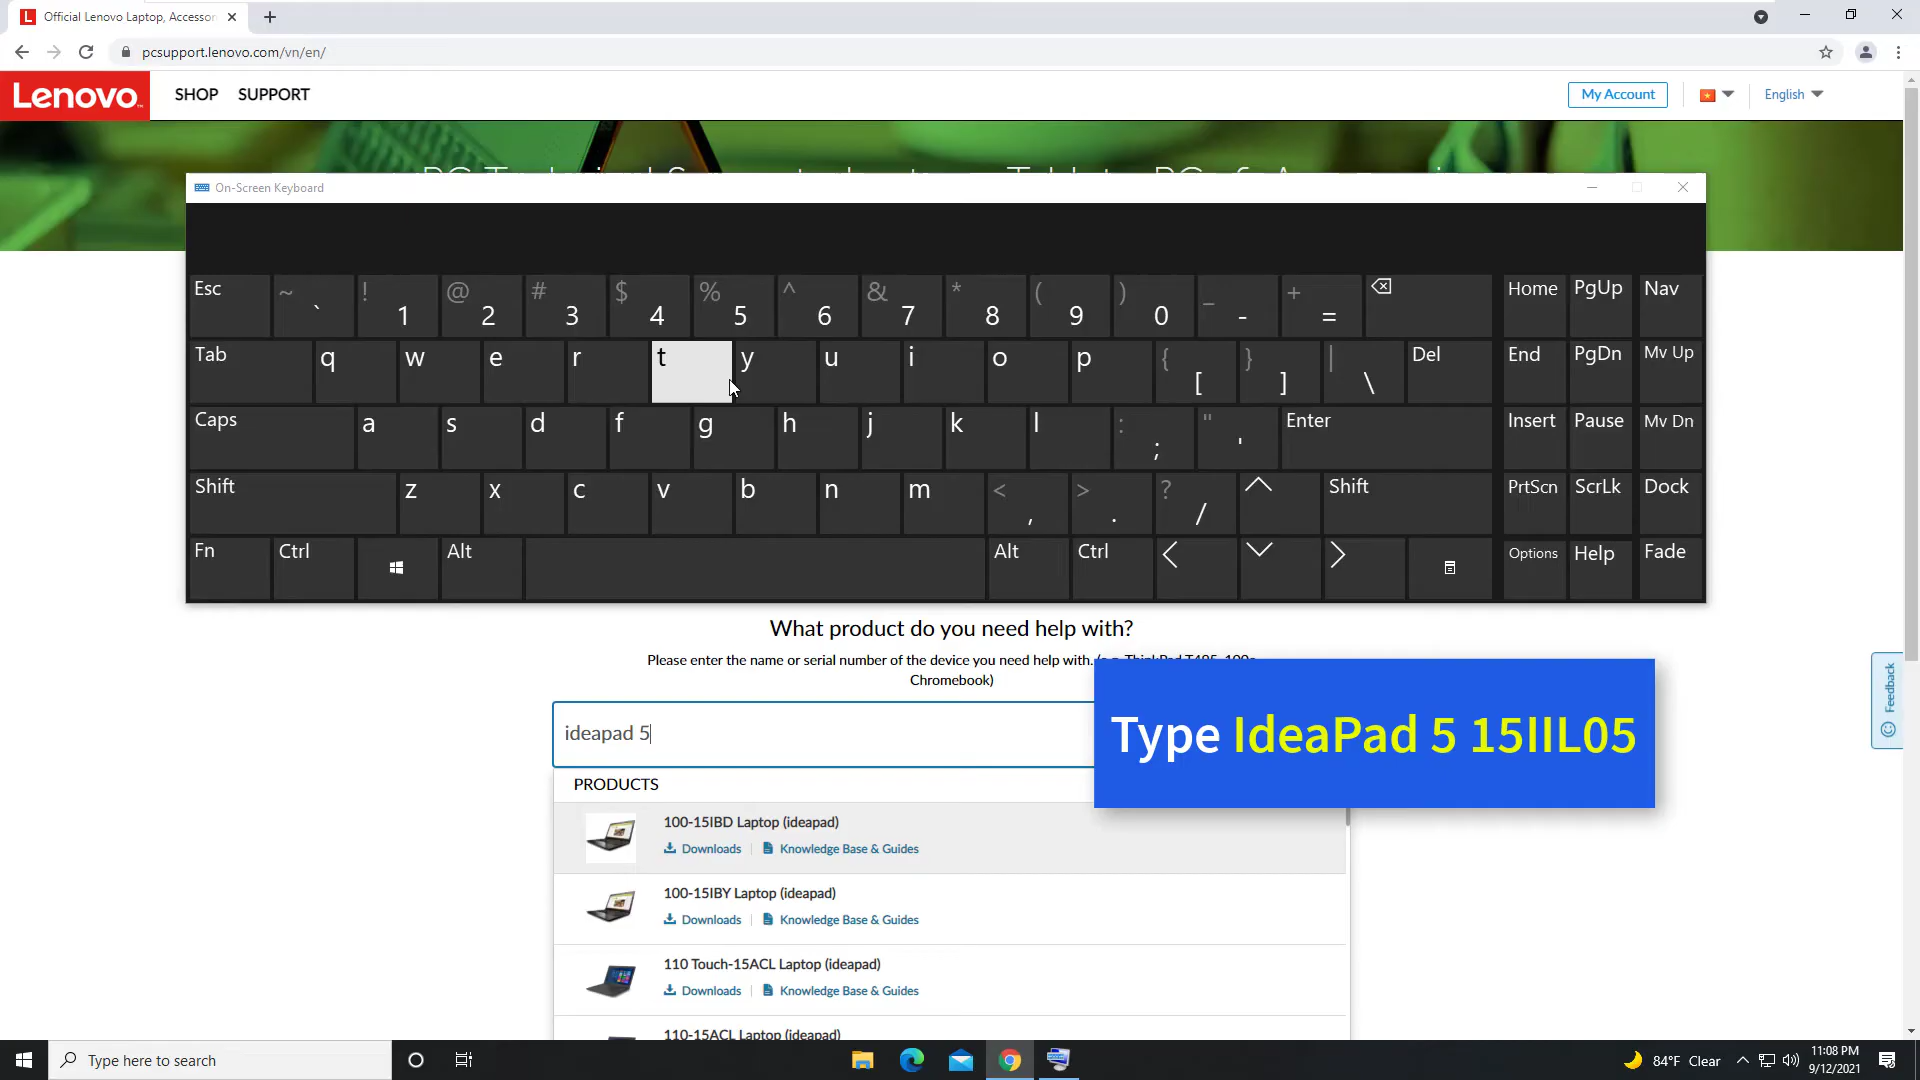 Official Lenovo Laptop, Accessor
pcsupport.lenovo.com/vn/en/
Lenovo
SHOP
SUPPORT
My Account
English
On-Screen Keyboard
Esc ~ ` ! 1 @ 2 # 3 $ 4 % 5 ^ 6 & 7 * 8 ( 9 ) 0 _ - + = Home PgUp Nav
Tab q w e r t y u i o p { [ } ] | \ Del End PgDn Mv Up
Caps a s d f g h j k l : ; " ' Enter Insert Pause Mv Dn
Shift z x c v b n m < , > . ? / Shift PrtScn ScrLk Dock
Fn Ctrl Alt Alt Ctrl Options Help Fade
What product do you need help with?
Please enter the name or serial number of the device you need help with.
Chromebook)
ideapad 5
Type IdeaPad 5 15IIL05
PRODUCTS
100-15IBD Laptop (ideapad)
Downloads | Knowledge Base & Guides
100-15IBY Laptop (ideapad)
Downloads | Knowledge Base & Guides
110 Touch-15ACL Laptop (ideapad)
Downloads | Knowledge Base & Guides
110-15ACL Laptop (ideapad)
Feedback
Type here to search
84°F Clear
11:08 PM
9/12/2021